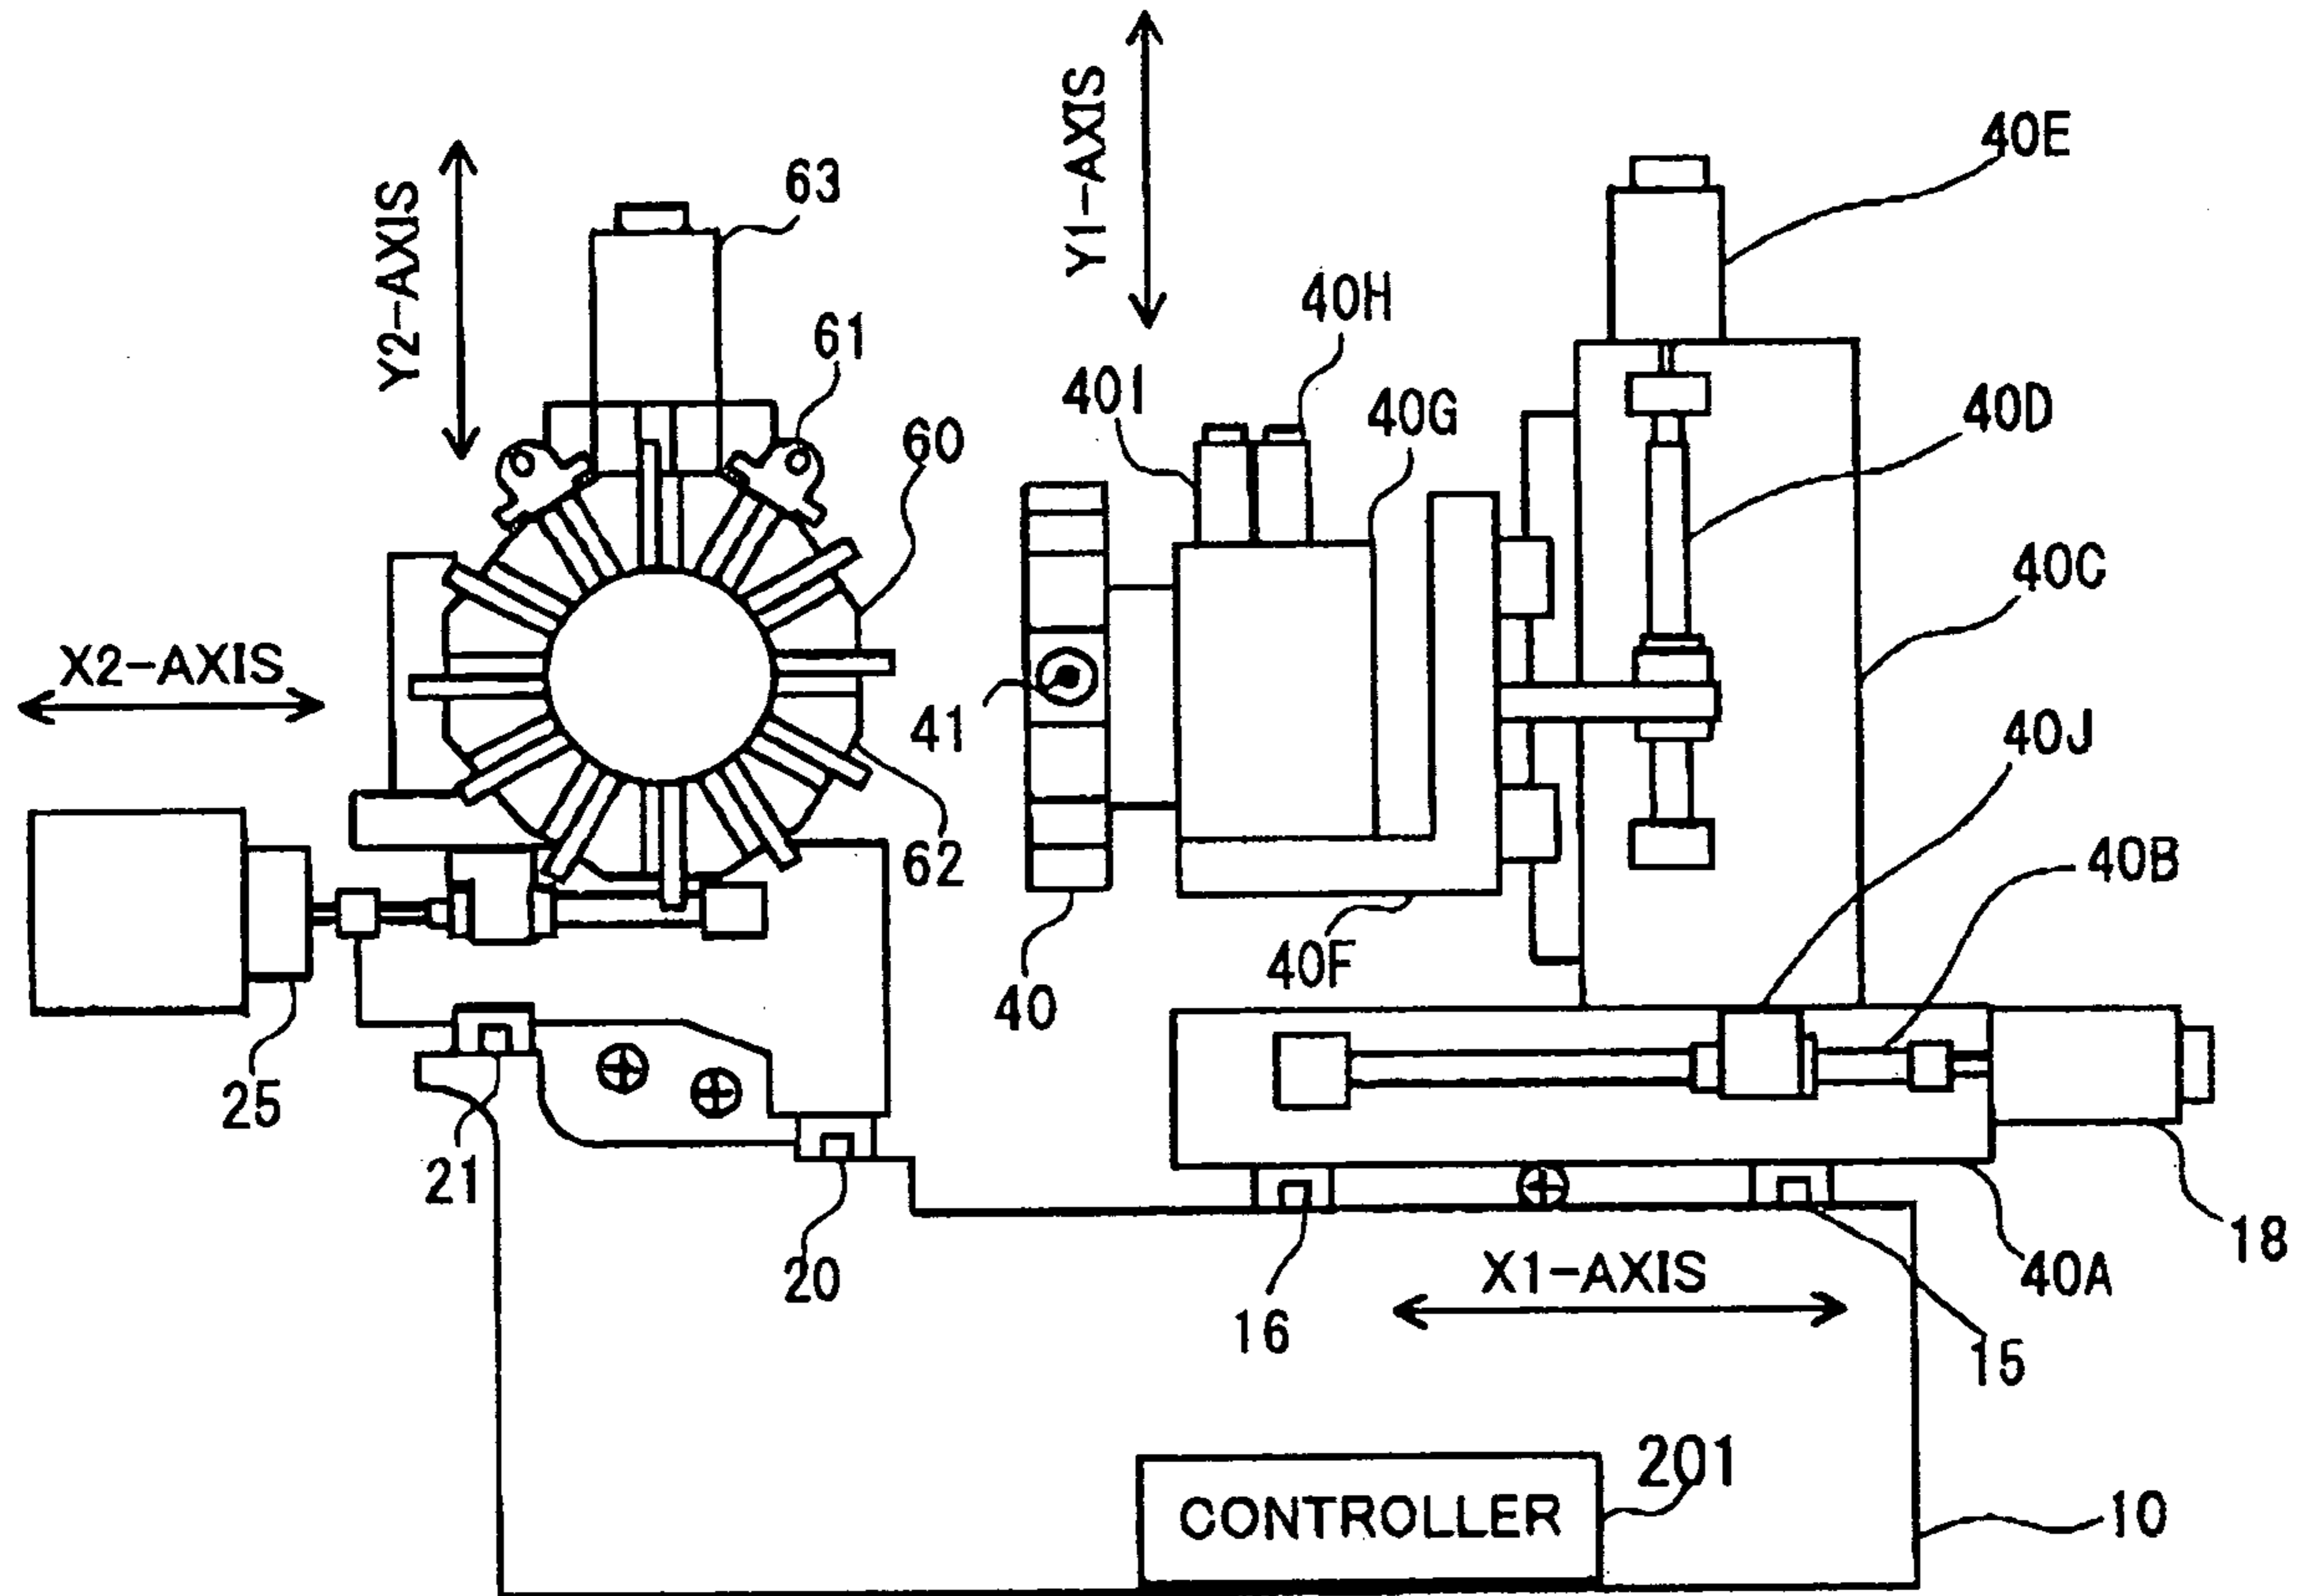 Y1-AXIS
40E
Y2-AXIS
63
40H
61
40I
40G
40D
60
40C
X2-AXIS
41
40J
62
40B
40F
40
25
21
20
18
16
X1-AXIS
40A
15
201
CONTROLLER
10